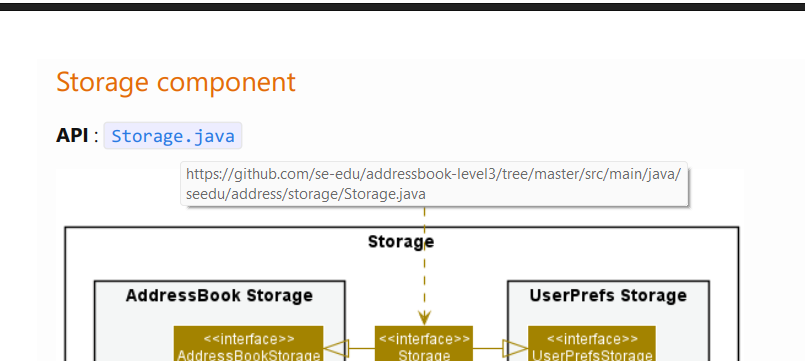 Storage component
API : Storage.java
https://github.com/se-edu/addressbook-level3/tree/master/src/main/java/
seedu/address/storage/Storage.java
Storage
AddressBook Storage
UserPrefs Storage
<<interface>>
AddressBookStorage
<<interface>>
Storage
<<interface>>
UserPrefsStorage